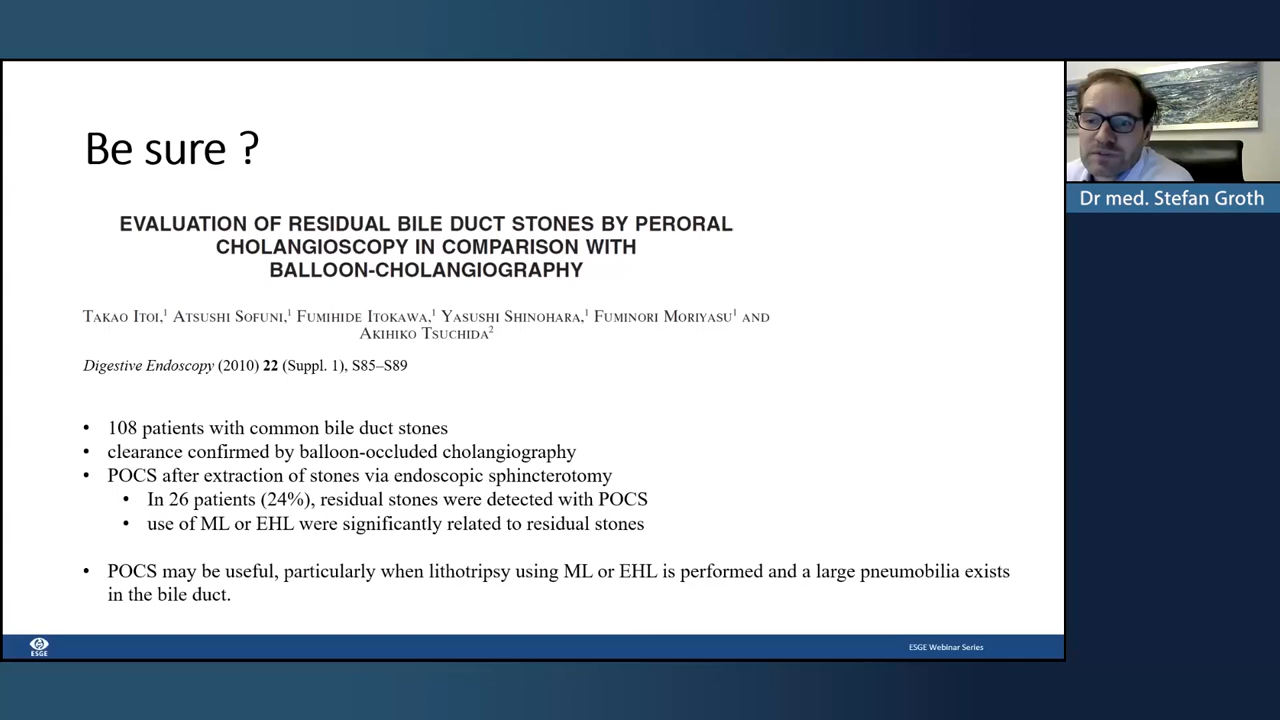 Be sure ?
EVALUATION OF RESIDUAL BILE DUCT STONES BY PERORAL
CHOLANGIOSCOPY IN COMPARISON WITH
BALLOON-CHOLANGIOGRAPHY
TAKAO ITOI,1 ATSUSHI SOFUNI,1 FUMIHIDE ITOKAWA,1 YASUSHI SHINOHARA,1 FUMINORI MORIYASU1 AND
AKIHIKO TSUCHIDA2
Digestive Endoscopy (2010) 22 (Suppl. 1), S85–S89
• 108 patients with common bile duct stones
• clearance confirmed by balloon-occluded cholangiography
• POCS after extraction of stones via endoscopic sphincterotomy
• In 26 patients (24%), residual stones were detected with POCS
• use of ML or EHL were significantly related to residual stones
• POCS may be useful, particularly when lithotripsy using ML or EHL is performed and a large pneumobilia exists
in the bile duct.
ESGE
ESGE Webinar Series
Dr med. Stefan Groth